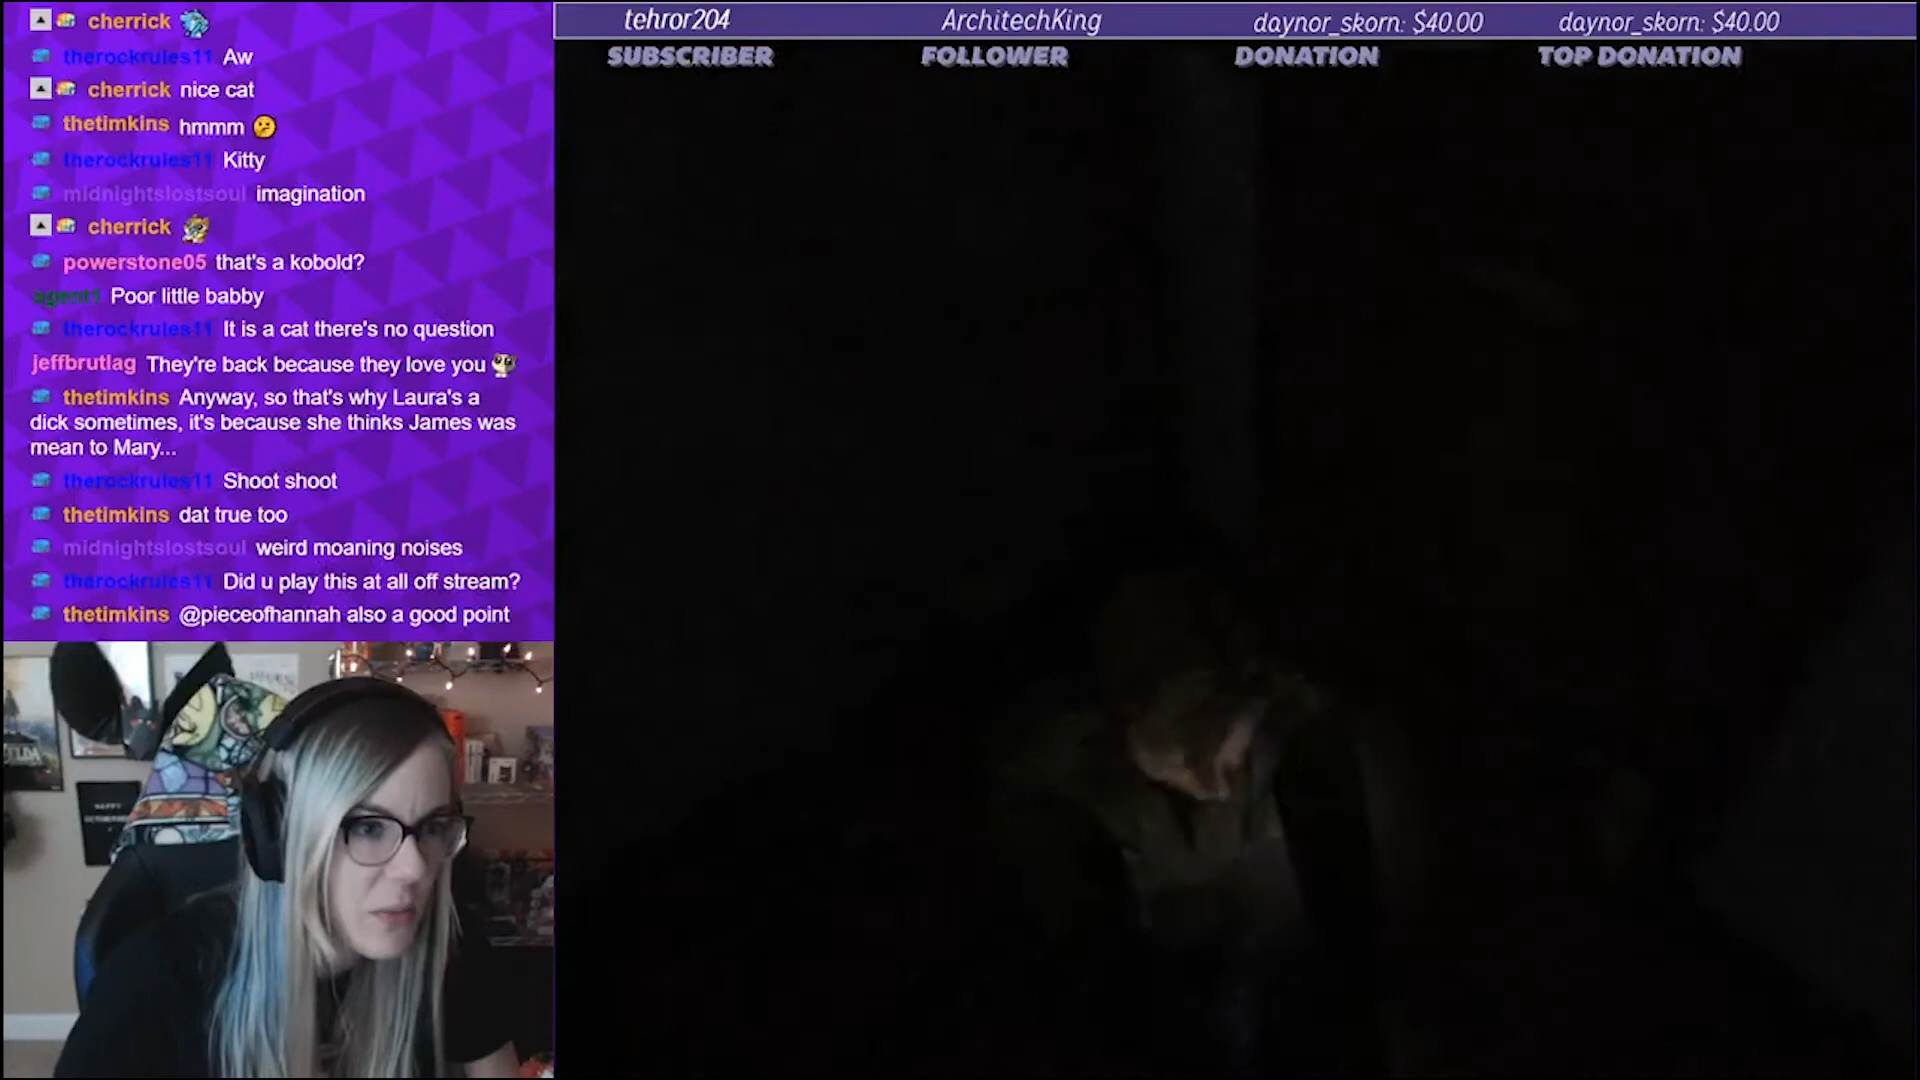 tehror204 ArchitechKing daynor_skorn: $40.00 daynor_skorn: $40.00
SUBSCRIBER FOLLOWER DONATION TOP DONATION
cherrick
therockrules11 Aw
cherrick nice cat
thetimkins hmmm
therockrules11 Kitty
midnightslostsoul imagination
cherrick
powerstone05 that's a kobold?
agent1 Poor little babby
therockrules11 It is a cat there's no question
jeffbrutlag They're back because they love you
thetimkins Anyway, so that's why Laura's a
dick sometimes, it's because she thinks James was
mean to Mary...
therockrules11 Shoot shoot
thetimkins dat true too
midnightslostsoul weird moaning noises
therockrules11 Did u play this at all off stream?
thetimkins @pieceofhannah also a good point
HAPPY